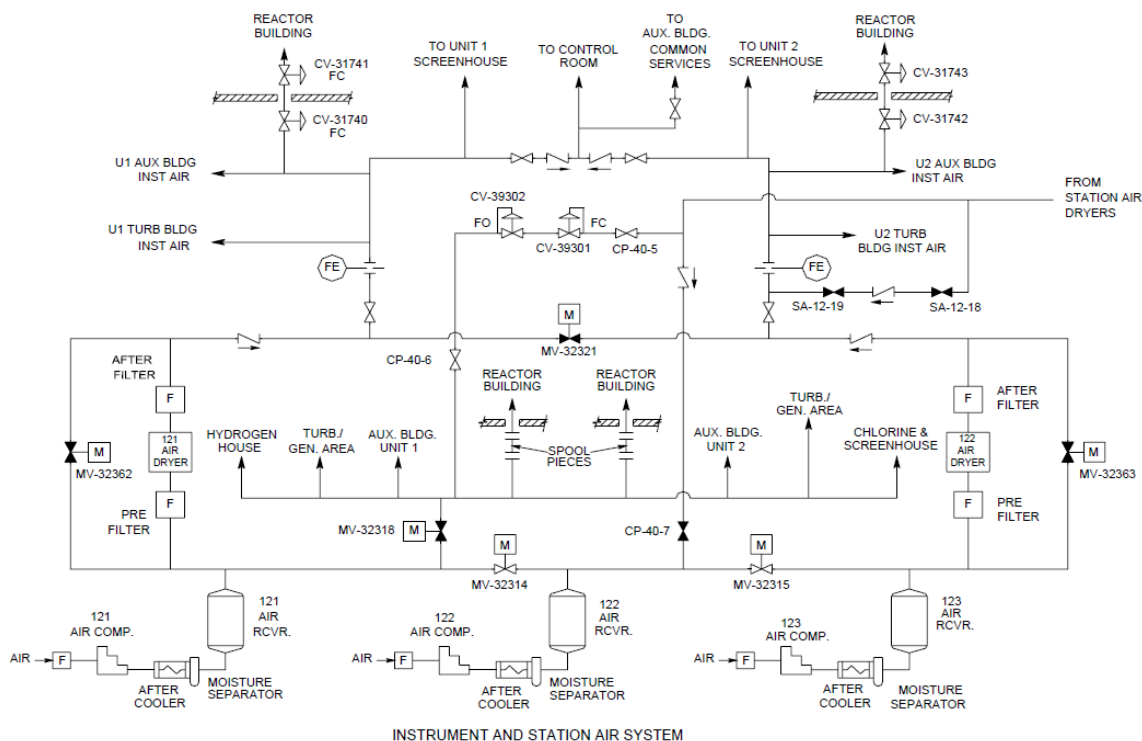 REACTOR
BUILDING
CV-31741
FC
CV-31740
FC
TO UNIT 1
SCREENHOUSE
TO CONTROL
ROOM
TO
AUX. BLDG.
COMMON
SERVICES
TO UNIT 2
SCREENHOUSE
REACTOR
BUILDING
CV-31743
CV-31742
U1 AUX BLDG
INST AIR
U2 AUX BLDG
INST AIR
FROM
STATION AIR
DRYERS
CV-39302
FO
FC
CV-39301
CP-40-5
U1 TURB BLDG
INST AIR
U2 TURB
BLDG INST AIR
FE
FE
SA-12-19
SA-12-18
M
MV-32321
CP-40-6
AFTER
FILTER
F
121
AIR
DRYER
F
PRE
FILTER
M
MV-32362
HYDROGEN
HOUSE
TURB./
GEN. AREA
AUX. BLDG.
UNIT 1
REACTOR
BUILDING
REACTOR
BUILDING
SPOOL
PIECES
AUX. BLDG.
UNIT 2
TURB./
GEN. AREA
CHLORINE &
SCREENHOUSE
AFTER
FILTER
F
122
AIR
DRYER
F
PRE
FILTER
M
MV-32363
MV-32318
M
M
MV-32314
CP-40-7
M
MV-32315
121
AIR COMP.
121
AIR
RCVR.
AIR
F
AFTER
COOLER
MOISTURE
SEPARATOR
122
AIR COMP.
122
AIR
RCVR.
AIR
F
AFTER
COOLER
MOISTURE
SEPARATOR
123
AIR COMP.
123
AIR
RCVR.
AIR
F
AFTER
COOLER
MOISTURE
SEPARATOR
INSTRUMENT AND STATION AIR SYSTEM